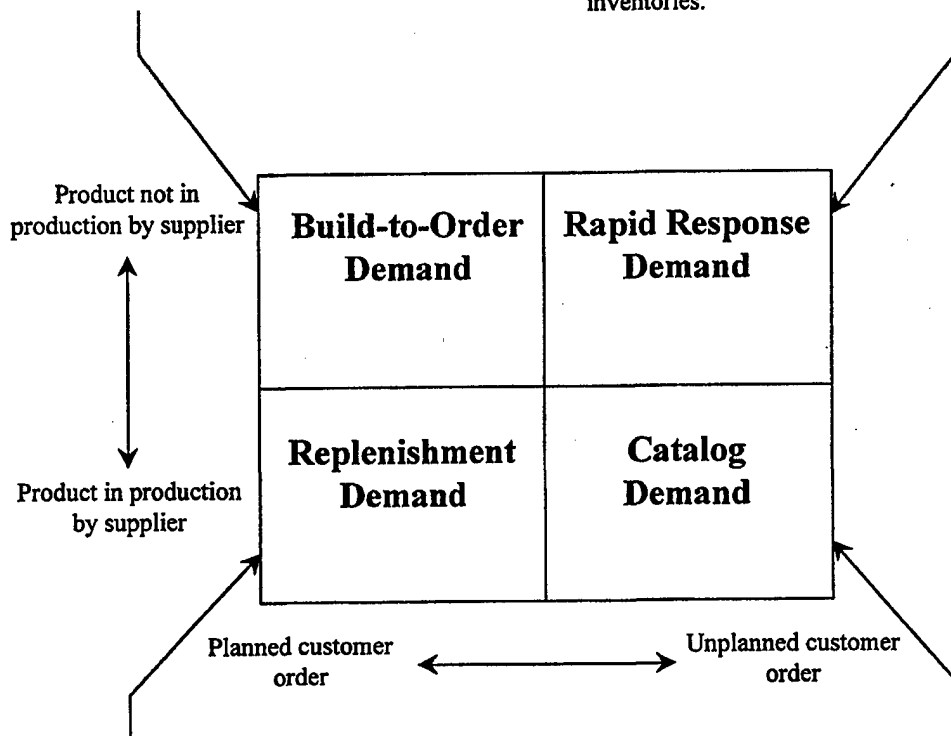 inventories.
Product not in
production by supplier
Build-to-Order
Demand
Rapid Response
Demand
Product in production
by supplier
Replenishment
Demand
Catalog
Demand
Planned customer
order
Unplanned customer
order